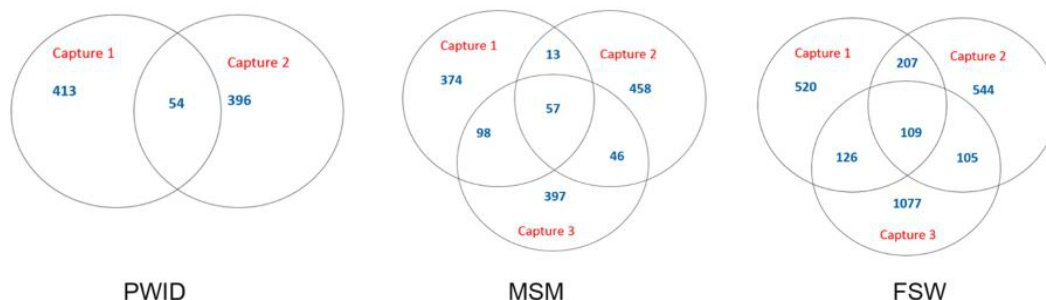 Capture 1
Capture 2
413
54
396
PWID
Capture 1
13
Capture 2
374
458
57
98
46
397
Capture 3
MSM
Capture 1
207
Capture 2
520
544
109
126
105
1077
Capture 3
FSW